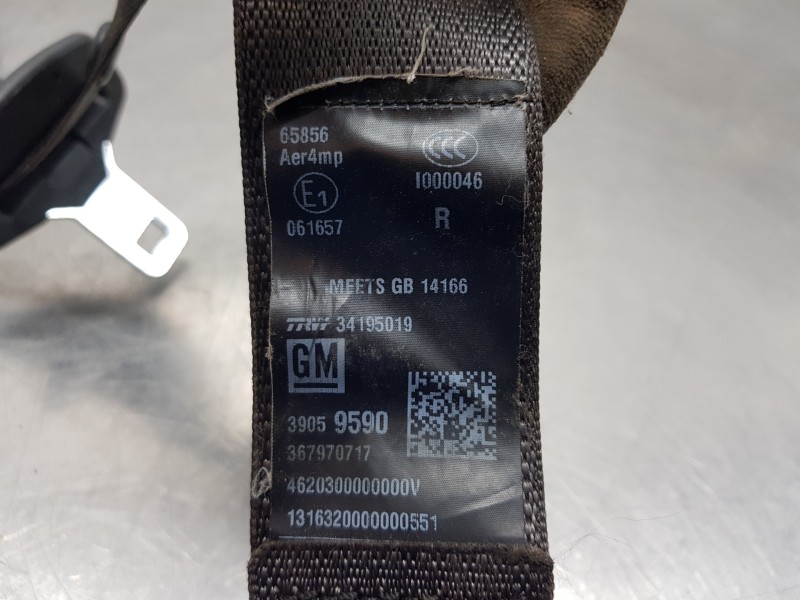 65856
Aer4mp
CCC
I000046
E1
061657
R
MEETS GB 14166
TRW 34195019
GM
3905 9590
367970717
4620300000000V
1316320000000551